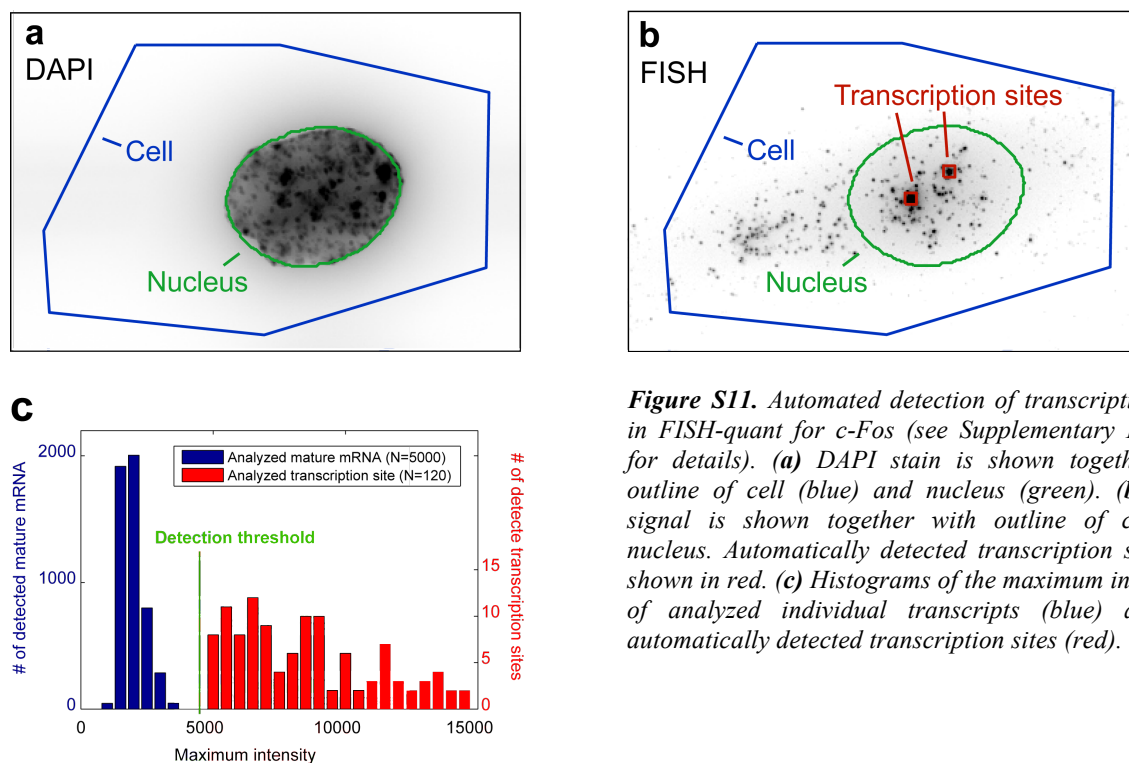 a
DAPI
Cell
Nucleus
b
FISH
Transcription sites
Cell
Nucleus
c
# of detected mature mRNA
2000
1000
0
Analyzed mature mRNA (N=5000)
Analyzed transcription site (N=120)
Detection threshold
# of detecte transcription sites
15
10
5
0
0
5000
10000
15000
Maximum intensity
Figure S11. Automated detection of
in FISH-quant for c-Fos (see Supplementary
for details). (a) DAPI stain is shown
outline of cell (blue) and nucleus (green).
signal is shown together with outline of
nucleus. Automatically detected transcription
shown in red. (c) Histograms of the maximum
of analyzed individual transcripts (blue)
automatically detected transcription sites (red).